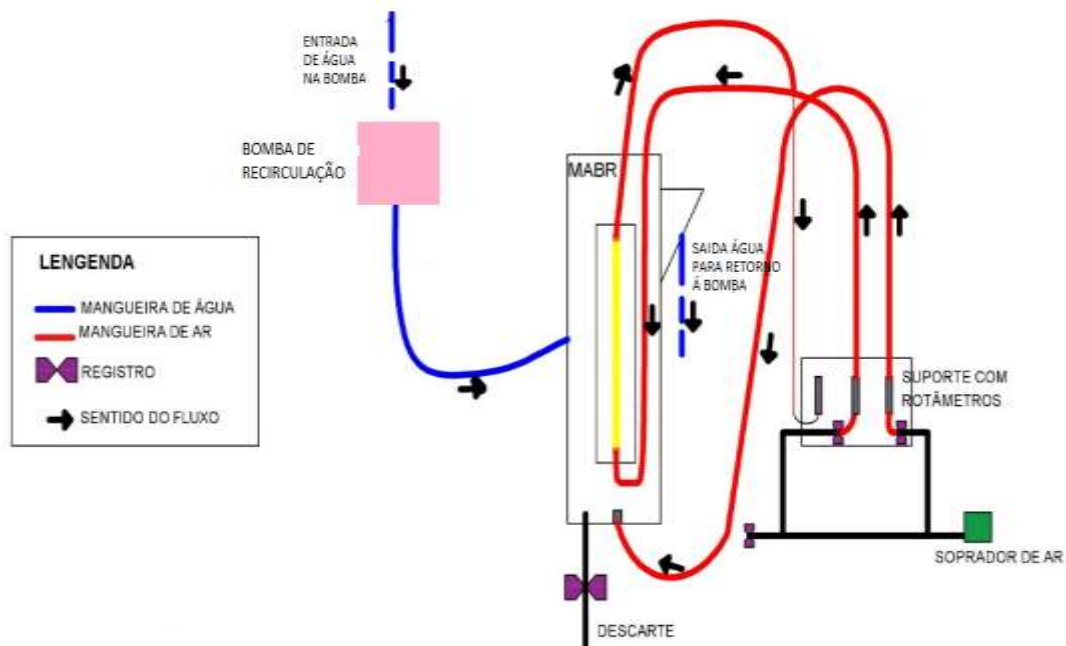 ENTRADA
DE ÁGUA
NA BOMBA
BOMBA DE
RECIRCULAÇÃO
MABR
SAIDA ÁGUA
PARA RETORNO
Á BOMBA
LENGENDA
MANGUEIRA DE ÁGUA
MANGUEIRA DE AR
REGISTRO
SENTIDO DO FLUXO
SUPORTE COM
ROTÂMETROS
SOPRADOR DE AR
DESCARTE